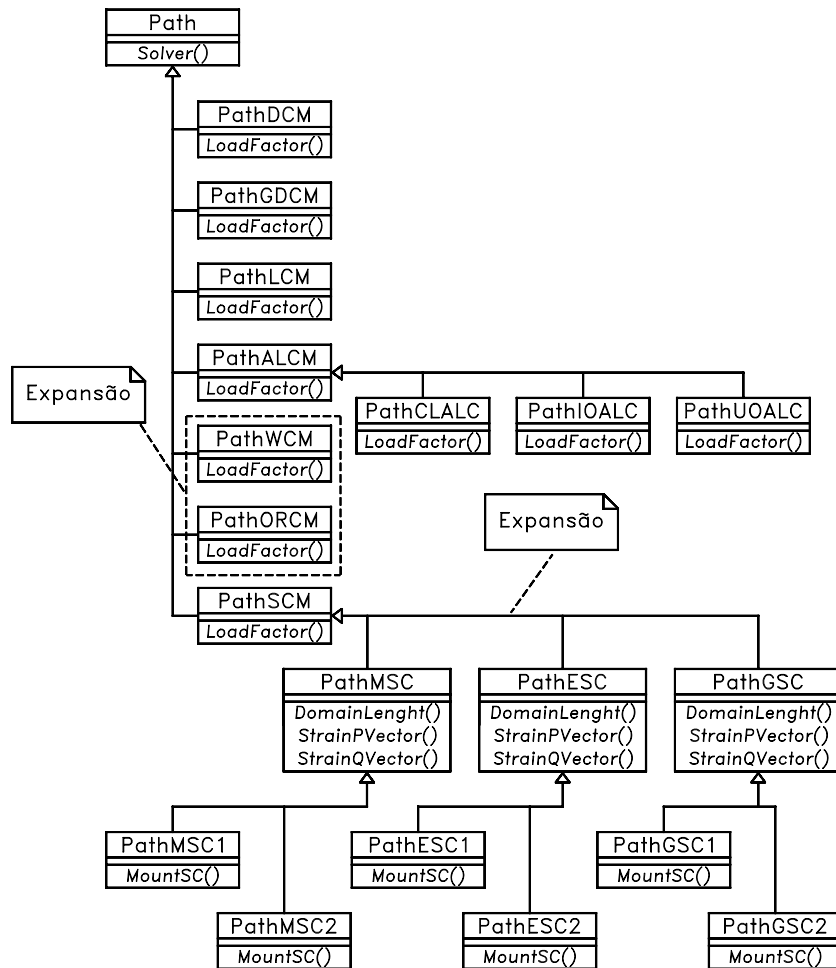 Path
Solver()
PathDCM
LoadFactor()
PathGDCM
LoadFactor()
PathLCM
LoadFactor()
PathALCM
LoadFactor()
Expansão
PathCLALC
LoadFactor()
PathIOALC
LoadFactor()
PathUOALC
LoadFactor()
PathWCM
LoadFactor()
PathORCM
LoadFactor()
Expansão
PathSCM
LoadFactor()
PathMSC
DomainLenght()
StrainPVector()
StrainQVector()
PathESC
DomainLenght()
StrainPVector()
StrainQVector()
PathGSC
DomainLenght()
StrainPVector()
StrainQVector()
PathMSC1
MountSC()
PathESC1
MountSC()
PathGSC1
MountSC()
PathMSC2
MountSC()
PathESC2
MountSC()
PathGSC2
MountSC()